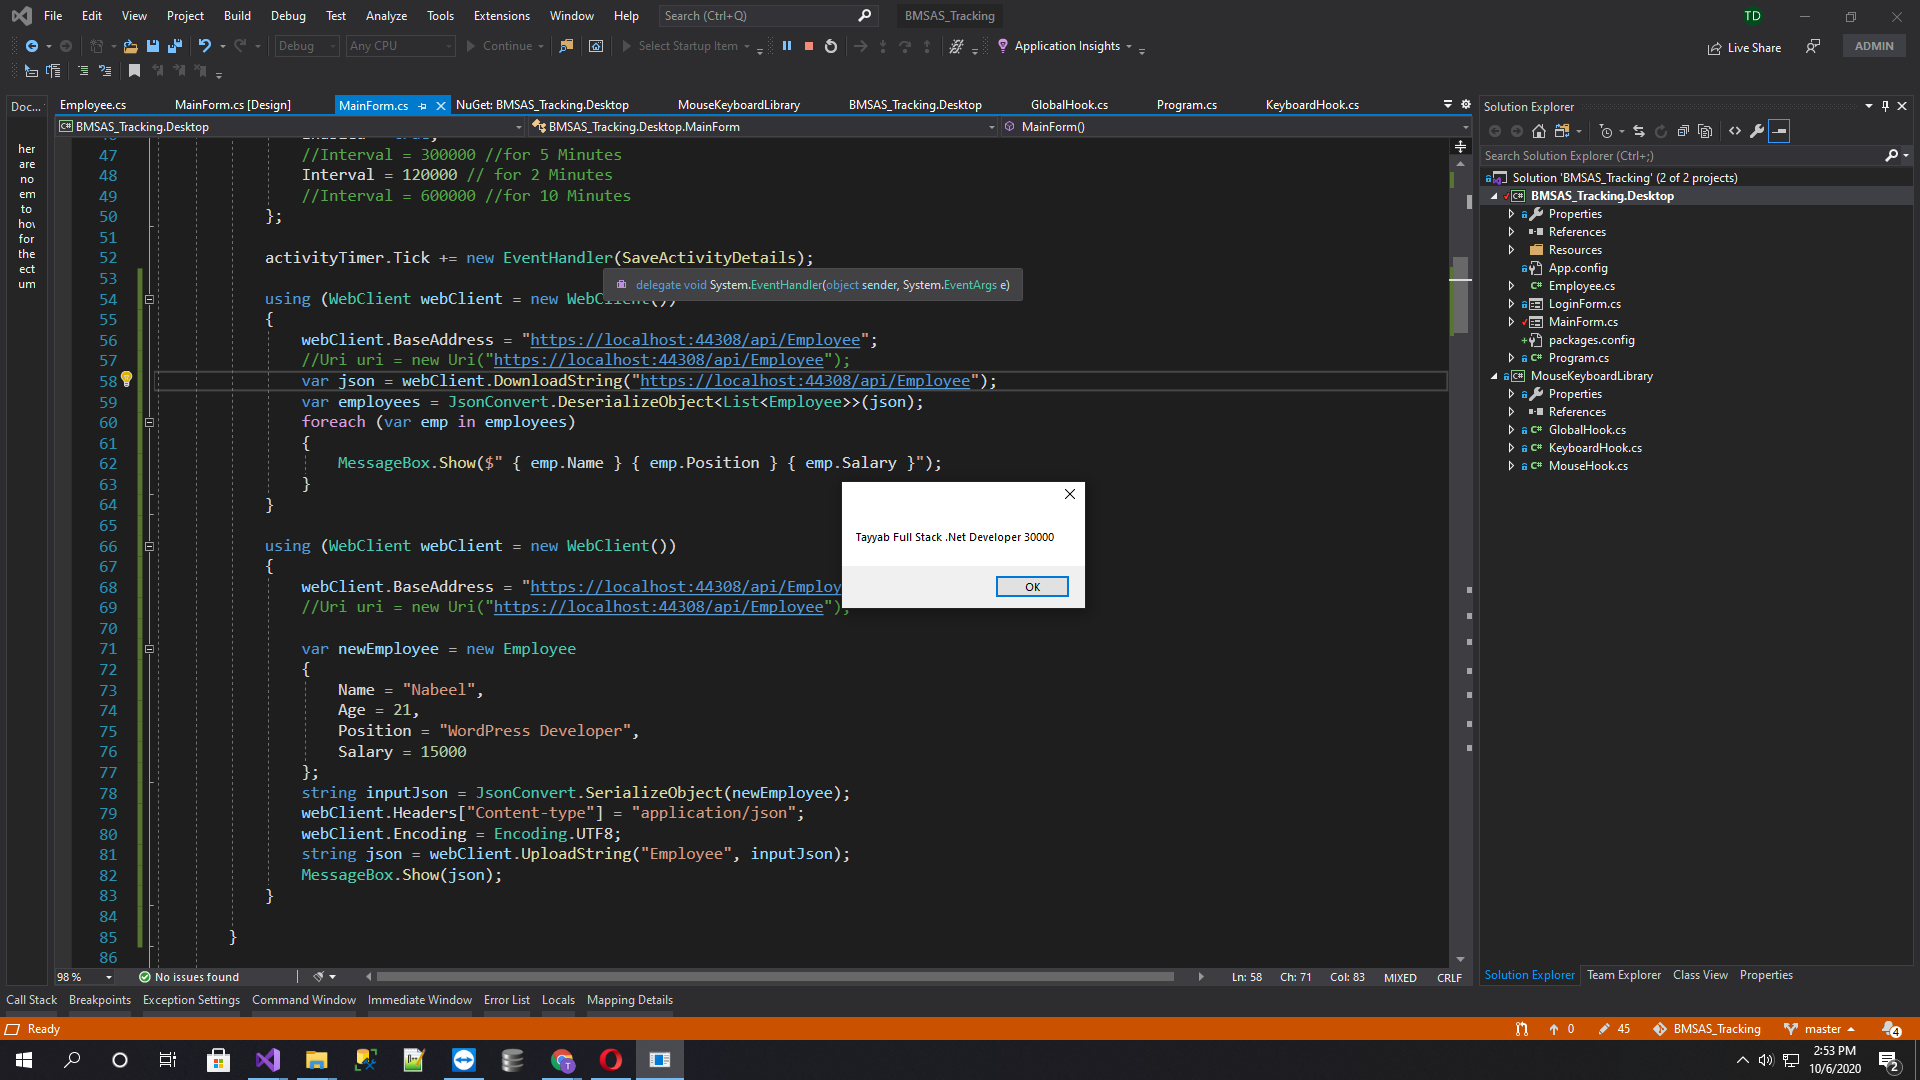 File Edit View Project Build Debug Test Analyze Tools Extensions Window Help Search (Ctrl+Q) BMSAS_Tracking TD
Debug Any CPU Continue Select Startup Item Application Insights Live Share ADMIN
Doc...
Employee.cs MainForm.cs [Design] MainForm.cs NuGet: BMSAS_Tracking.Desktop MouseKeyboardLibrary BMSAS_Tracking.Desktop GlobalHook.cs Program.cs KeyboardHook.cs
BMSAS_Tracking.Desktop BMSAS_Tracking.Desktop.MainForm MainForm()
her
are
no
em
to
hov
for
the
ect
um
47 //Interval = 300000 //for 5 Minutes
48 Interval = 120000 // for 2 Minutes
49 //Interval = 600000 //for 10 Minutes
50 };
51
52 activityTimer.Tick += new EventHandler(SaveActivityDetails);
53
delegate void System.EventHandler(object sender, System.EventArgs e)
54 using (WebClient webClient = new WebClient())
55 {
56 webClient.BaseAddress = "https://localhost:44308/api/Employee";
57 //Uri uri = new Uri("https://localhost:44308/api/Employee");
58 var json = webClient.DownloadString("https://localhost:44308/api/Employee");
59 var employees = JsonConvert.DeserializeObject<List<Employee>>(json);
60 foreach (var emp in employees)
61 {
62 MessageBox.Show($" { emp.Name } { emp.Position } { emp.Salary }");
63 }
64 }
65
66 using (WebClient webClient = new WebClient())
67 {
68 webClient.BaseAddress = "https://localhost:44308/api/Employ
69 //Uri uri = new Uri("https://localhost:44308/api/Employee");
70
71 var newEmployee = new Employee
72 {
73 Name = "Nabeel",
74 Age = 21,
75 Position = "WordPress Developer",
76 Salary = 15000
77 };
78 string inputJson = JsonConvert.SerializeObject(newEmployee);
79 webClient.Headers["Content-type"] = "application/json";
80 webClient.Encoding = Encoding.UTF8;
81 string json = webClient.UploadString("Employee", inputJson);
82 MessageBox.Show(json);
83 }
84
85 }
86
Tayyab Full Stack .Net Developer 30000
OK
98 % No issues found Ln: 58 Ch: 71 Col: 83 MIXED CRLF
Solution Explorer
Search Solution Explorer (Ctrl+;)
Solution 'BMSAS_Tracking' (2 of 2 projects)
BMSAS_Tracking.Desktop
Properties
References
Resources
App.config
Employee.cs
LoginForm.cs
MainForm.cs
packages.config
Program.cs
MouseKeyboardLibrary
Properties
References
GlobalHook.cs
KeyboardHook.cs
MouseHook.cs
Solution Explorer Team Explorer Class View Properties
Call Stack Breakpoints Exception Settings Command Window Immediate Window Error List Locals Mapping Details
Ready 0 45 BMSAS_Tracking master 4
2:53 PM
10/6/2020
2